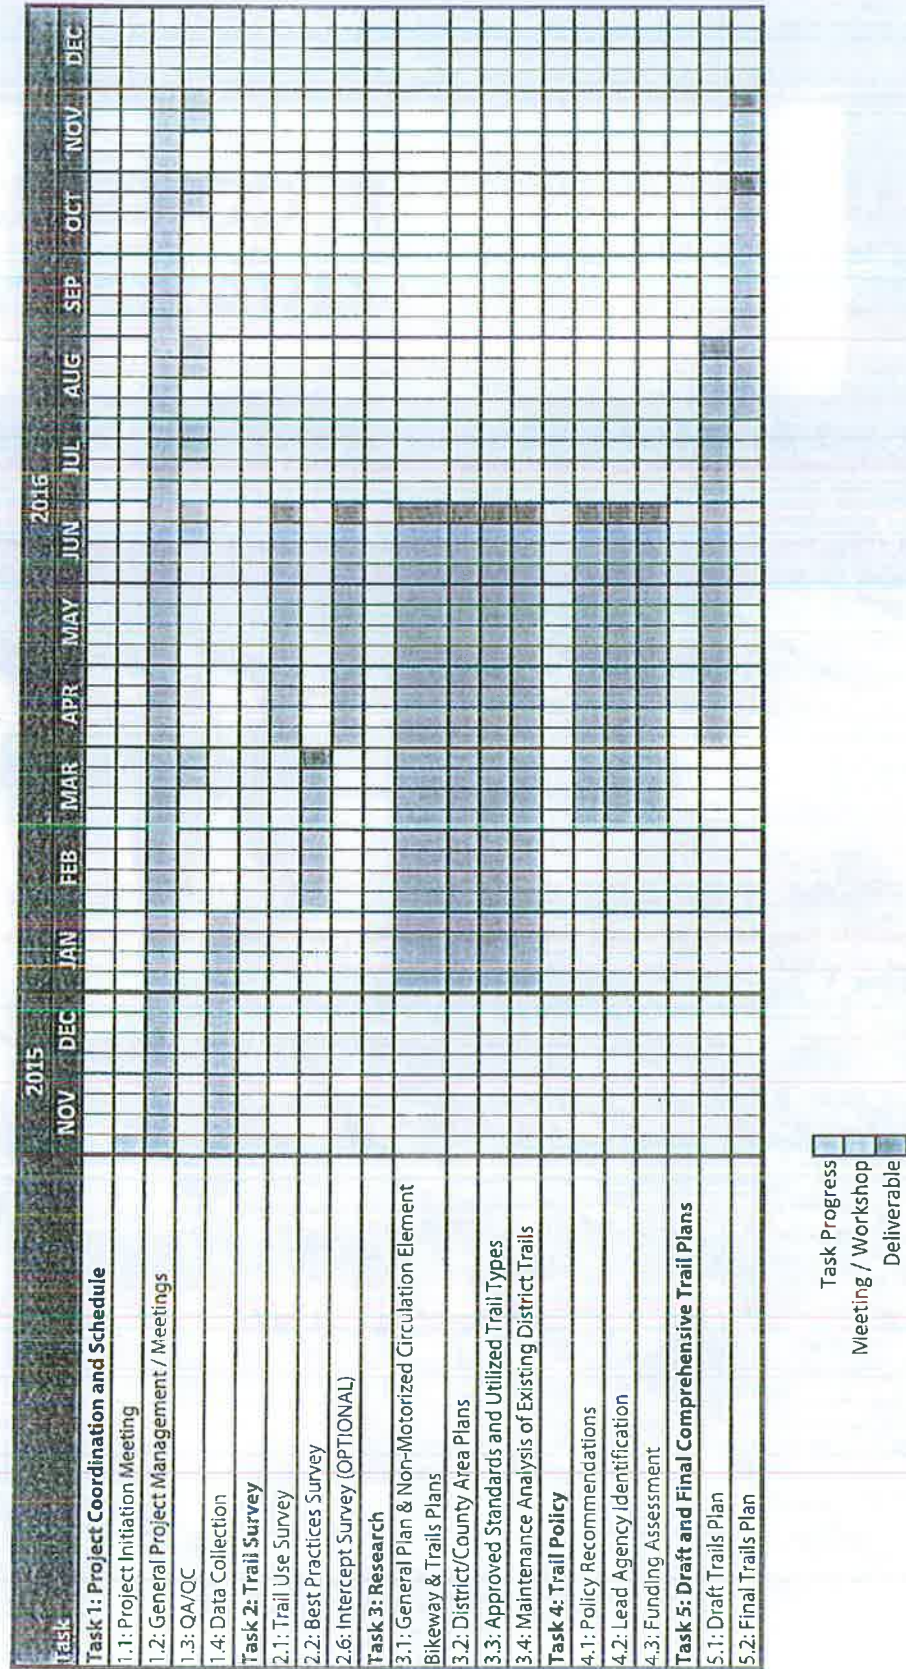 2015 2016
Task NOV DEC JAN FEB MAR APR MAY JUN JUL AUG SEP OCT NOV DEC
Task 1: Project Coordination and Schedule
1.1: Project Initiation Meeting
1.2: General Project Management / Meetings
1.3: QA/QC
1.4: Data Collection
Task 2: Trail Survey
2.1: Trail Use Survey
2.2: Best Practices Survey
2.6: Intercept Survey (OPTIONAL)
Task 3: Research
3.1: General Plan & Non-Motorized Circulation Element
Bikeway & Trails Plans
3.2: District/County Area Plans
3.3: Approved Standards and Utilized Trail Types
3.4: Maintenance Analysis of Existing District Trails
Task 4: Trail Policy
4.1: Policy Recommendations
4.2: Lead Agency Identification
4.3: Funding Assessment
Task 5: Draft and Final Comprehensive Trail Plans
5.1: Draft Trails Plan
5.2: Final Trails Plan
Task Progress
Meeting / Workshop
Deliverable